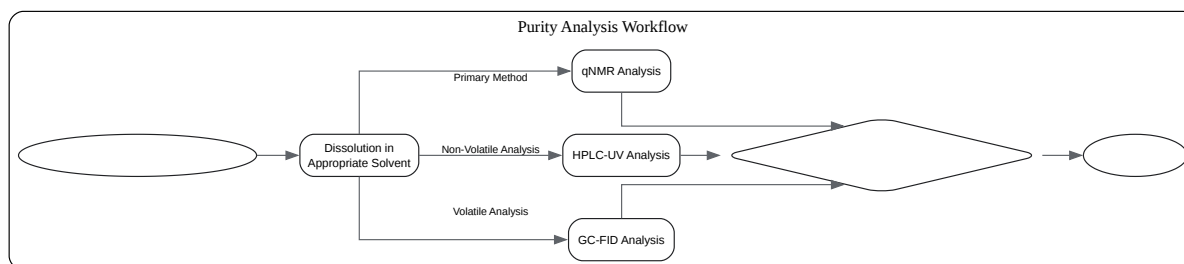 Purity Analysis Workflow
qNMR Analysis
Primary Method
Dissolution in
Appropriate Solvent
Non-Volatile Analysis
HPLC-UV Analysis
Volatile Analysis
GC-FID Analysis